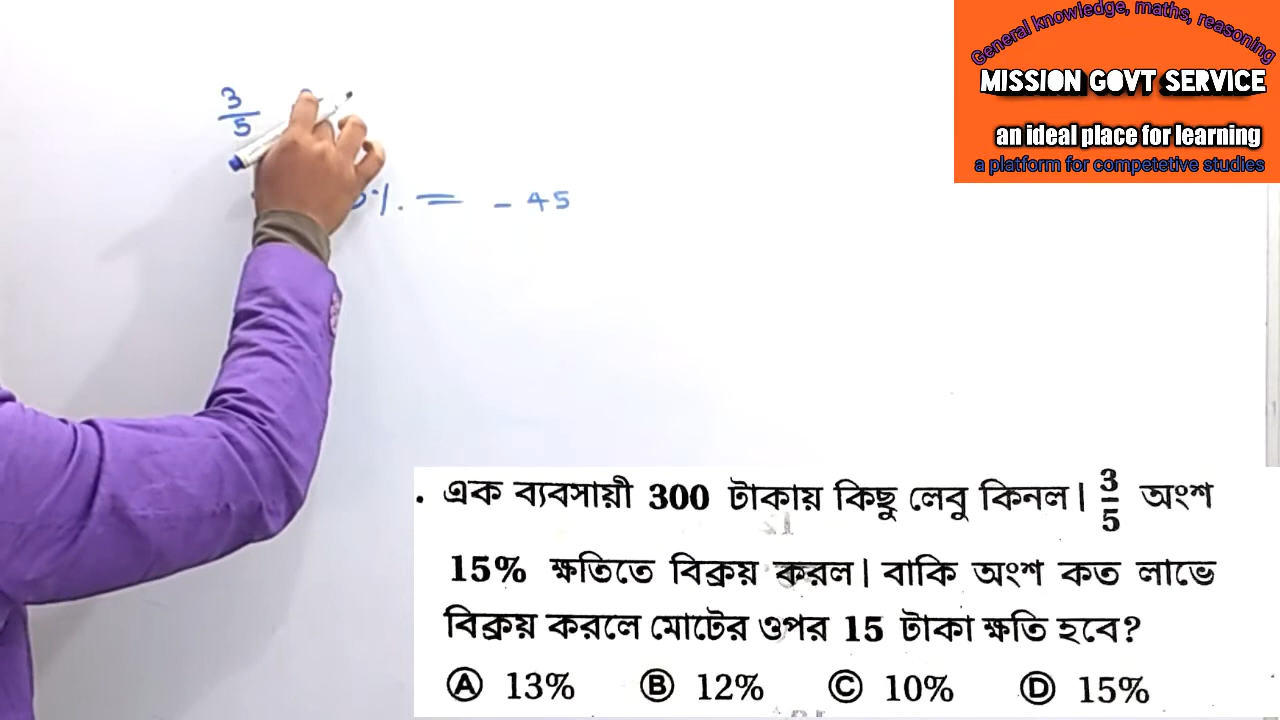 General knowledge, maths, reasoning
MISSION GOVT SERVICE
an ideal place for learning
a platform for competetive studies
3/5
% = - 45
. এক ব্যবসায়ী 300 টাকায় কিছু লেবু কিনল। 3/5 অংশ
15% ক্ষতিতে বিক্রয় করল। বাকি অংশ কত লাভে
বিক্রয় করলে মোটের ওপর 15 টাকা ক্ষতি হবে?
Ⓐ 13% Ⓑ 12% Ⓒ 10% Ⓓ 15%